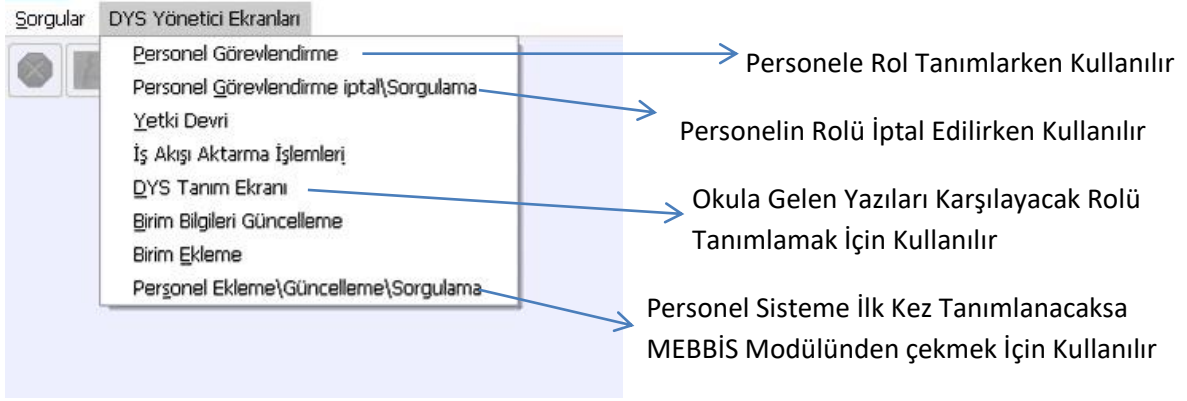 Sorgular DYS Yönetici Ekranları
Personel Görevlendirme
Personel Görevlendirme iptal\Sorgulama
Yetki Devri
İş Akışı Aktarma İşlemleri
DYS Tanım Ekranı
Birim Bilgileri Güncelleme
Birim Ekleme
Personel Ekleme\Güncelleme\Sorgulama
Personele Rol Tanımlarken Kullanılır
Personelin Rolü İptal Edilirken Kullanılır
Okula Gelen Yazıları Karşılayacak Rolü
Tanımlamak İçin Kullanılır
Personel Sisteme İlk Kez Tanımlanacaksa
MEBBİS Modülünden çekmek İçin Kullanılır